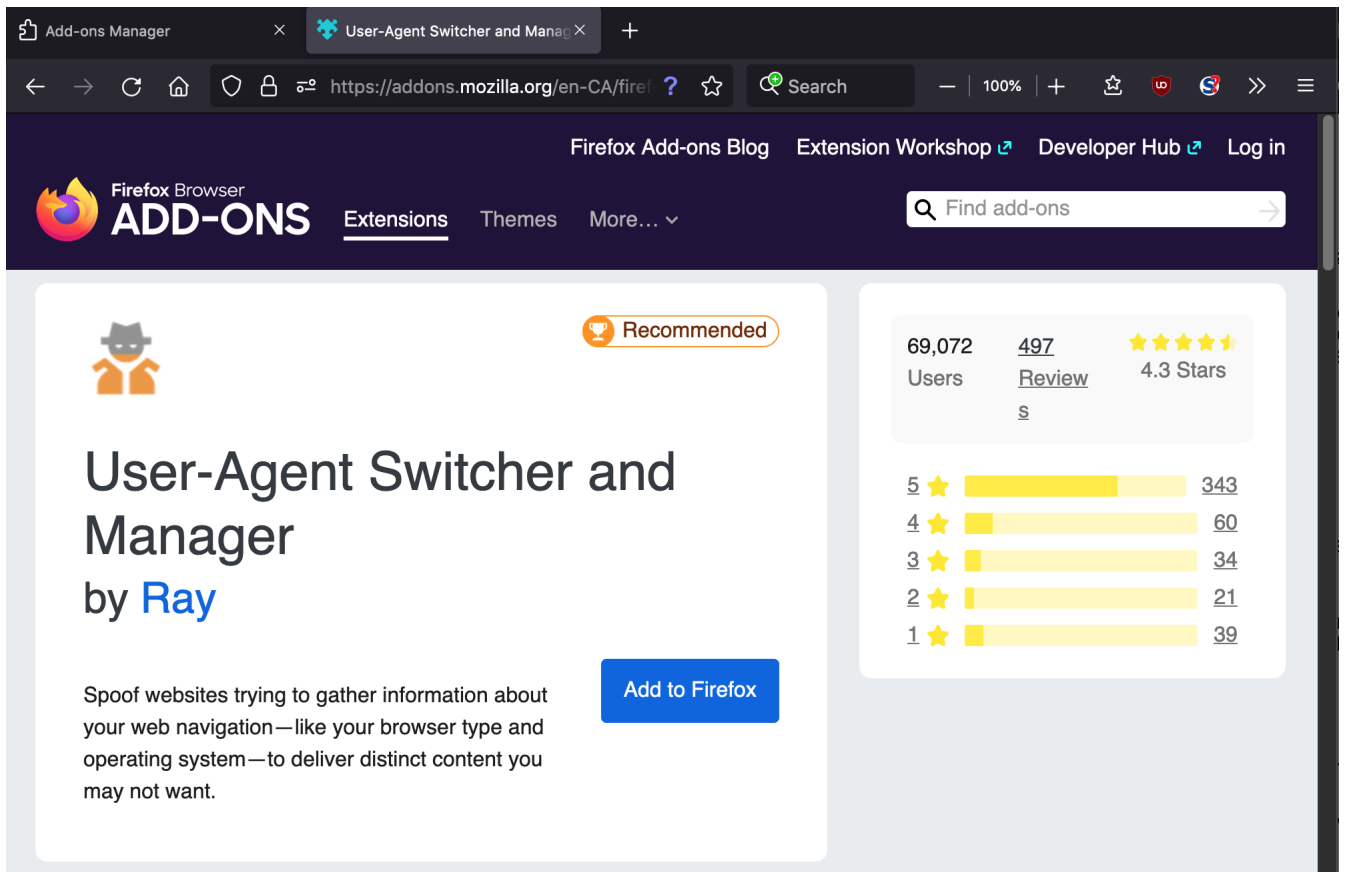 Add-ons Manager
User-Agent Switcher and Manag
https://addons.mozilla.org/en-CA/firef
?
Search
100%
Firefox Add-ons Blog
Extension Workshop
Developer Hub
Log in
Firefox Browser
ADD-ONS
Extensions
Themes
More…
Find add-ons
Recommended
User-Agent Switcher and
Manager
by Ray
Spoof websites trying to gather information about
your web navigation—like your browser type and
operating system—to deliver distinct content you
may not want.
Add to Firefox
69,072
Users
497
Review
s
4.3 Stars
5 343
4 60
3 34
2 21
1 39